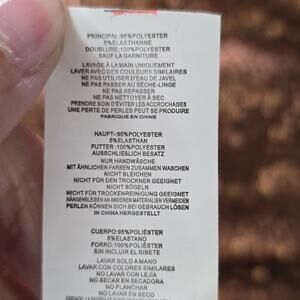 PRINCIPAL:95%POLYESTER
5%ELASTHANNE
DOUBLURE:100%POLYESTER
SAUF LA GARNITURE
LAVAGE À LA MAIN UNIQUEMENT
LAVER AVEC DES COULEURS SIMILAIRES
NE PAS UTILISER D'EAU DE JAVEL
NE PAS PASSER AU SÈCHE-LINGE
NE PAS REPASSER
NE PAS NETTOYER À SEC
PRENDRE SOIN D'ÉVITER LES ACCROCHAGES
UNE PERTE DE PERLES PEUT SE PRODUIRE
FABRIQUE EN CHINE
HAUPT:95%POLYESTER
5%ELASTHAN
FUTTER:100%POLYESTER
AUSSCHLIEßLICH BESATZ
NUR HANDWÄSCHE
MIT ÄHNLICHEN FARBEN ZUSAMMEN WASCHEN
NICHT BLEICHEN
NICHT FÜR DEN TROCKNER GEEIGNET
NICHT BÜGELN
NICHT FÜR TROCKENREINIGUNG GEEIGNET
HÄNGENBLEIBEN AN ANDEREN MATERIALIEN VERMEIDEN
PERLEN KÖNNEN SICH BEI GEBRAUCH LÖSEN
IN CHINA HERGESTELLT
CUERPO:95%POLIÉSTER
5%ELASTANO
FORRO:100%POLIÉSTER
SIN INCLUIR EL RIBETE
LAVAR SOLO A MANO
LAVAR CON COLORES SIMILARES
NO LAVAR CON LEJÍA
NO SECAR EN SECADORA
NO PLANCHAR
NO LAVAR EN SECO